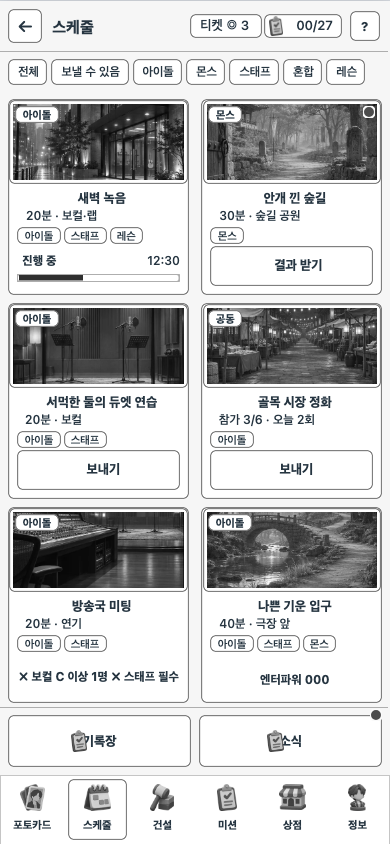 스케줄
티켓 ◎ 3
00/27
?
전체
보낼 수 있음
아이돌
몬스
스태프
혼합
레슨
아이돌
새벽 녹음
20분 · 보컬·랩
아이돌
스태프
레슨
진행 중
12:30
몬스
안개 낀 숲길
30분 · 숲길 공원
몬스
결과 받기
아이돌
서먹한 둘의 듀엣 연습
20분 · 보컬
아이돌
스태프
보내기
공동
골목 시장 정화
참가 3/6 · 오늘 2회
아이돌
보내기
아이돌
방송국 미팅
20분 · 연기
아이돌
스태프
✕ 보컬 C 이상 1명 ✕ 스태프 필수
아이돌
나쁜 기운 입구
40분 · 극장 앞
아이돌
스태프
몬스
엔터파워 000
기록장
소식
포토카드
스케줄
건설
미션
상점
정보